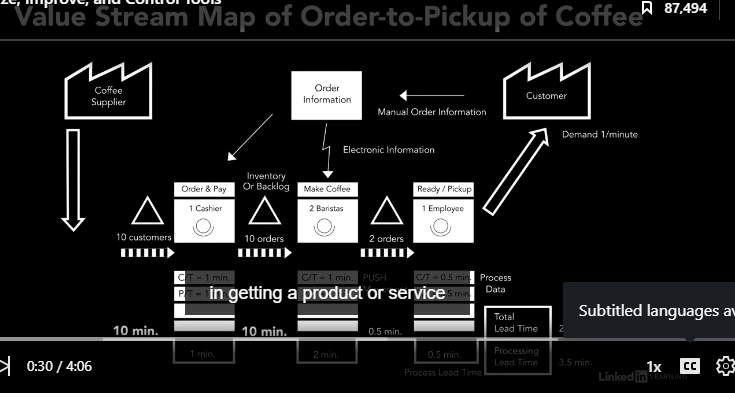 ze, Improve, and Control Tools
87,494
Value Stream Map of Order-to-Pickup of Coffee
Coffee
Supplier
Order
Information
Manual Order Information
Customer
Demand 1/minute
Electronic Information
Inventory
Or Backlog
Order & Pay
Make Coffee
Ready / Pickup
1 Cashier
2 Baristas
1 Employee
10 customers
10 orders
2 orders
C/T = 1 min.
C/T = 1 min.
PUSH
C/T = 0.5 min.
Process
Data
P/T = 1
5 min.
in getting a product or service
Subtitled languages av
10 min.
10 min.
0.5 min.
Total
Lead Time
2
1 min.
2 min.
0.5 min.
Processing
Lead Time
3.5 min.
Process Lead Time
0:30 / 4:06
1x
CC
LinkedIn LEARNING